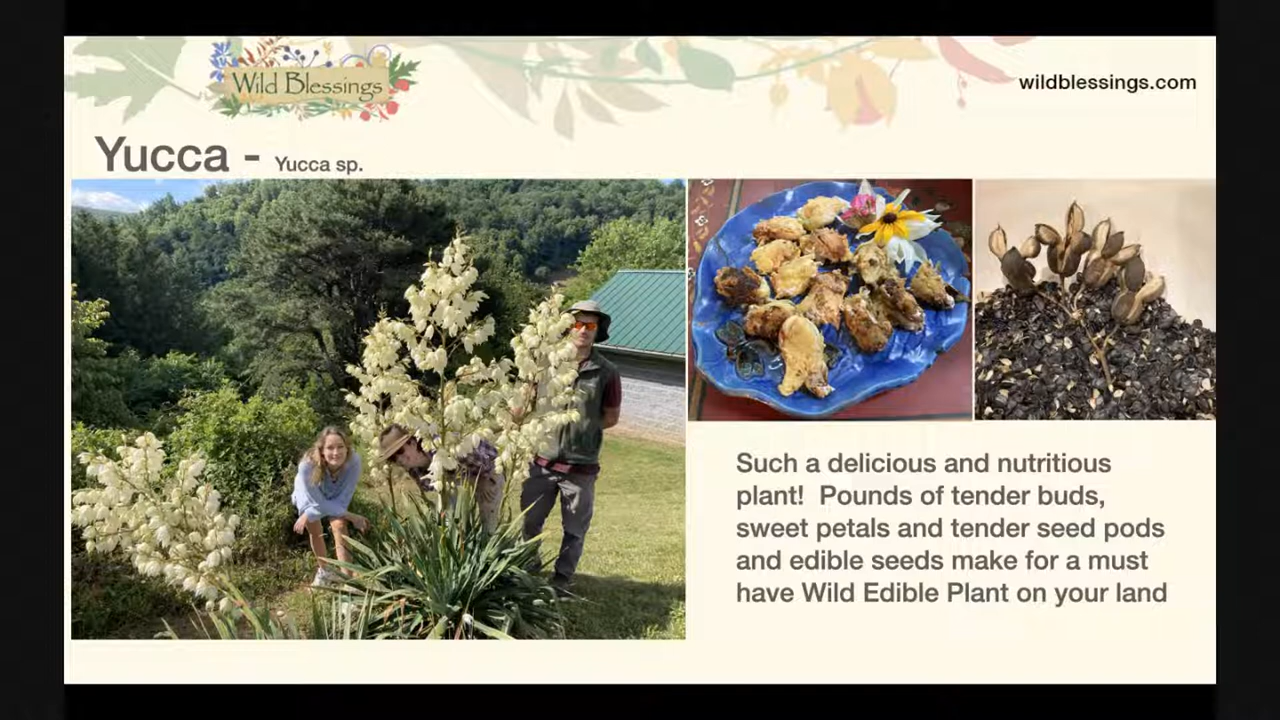 Wild Blessings
wildblessings.com
Yucca - Yucca sp.
Such a delicious and nutritious
plant!  Pounds of tender buds,
sweet petals and tender seed pods
and edible seeds make for a must
have Wild Edible Plant on your land